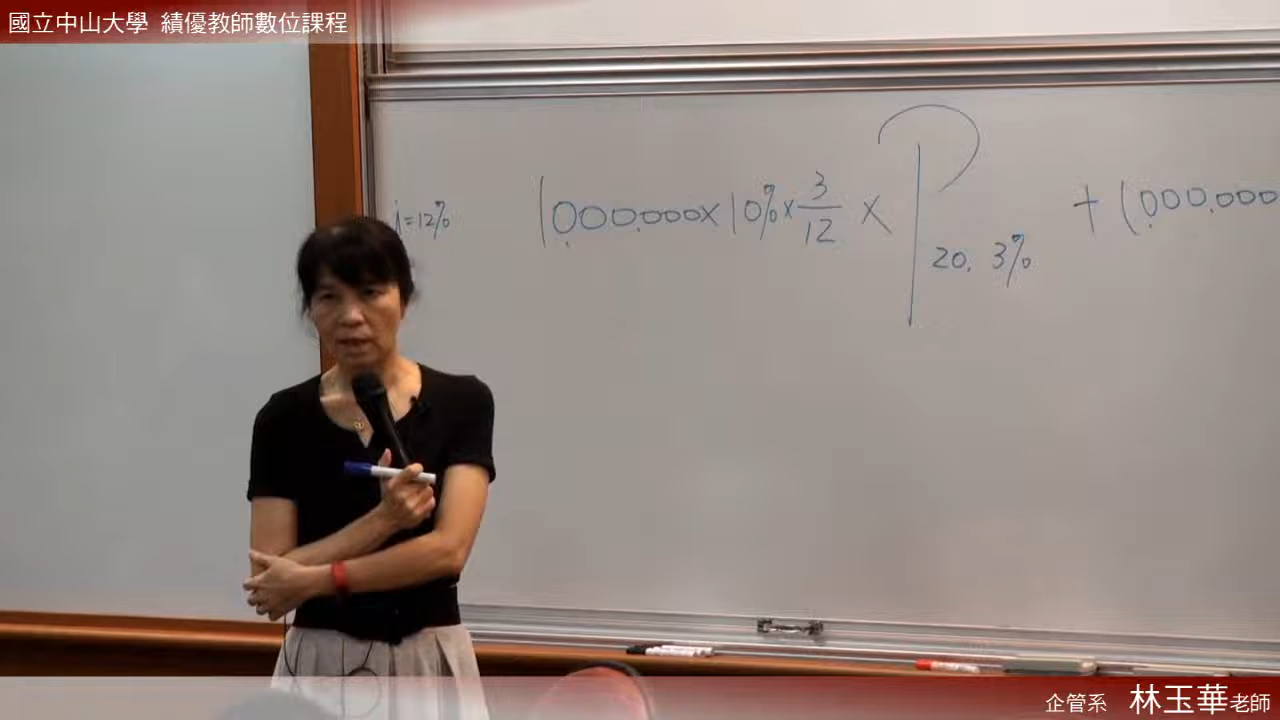 國立中山大學 績優教師數位課程
i=12% 1,000,000×10%×3/12×P 20,3% + 1,000,000
企管系 林玉華老師